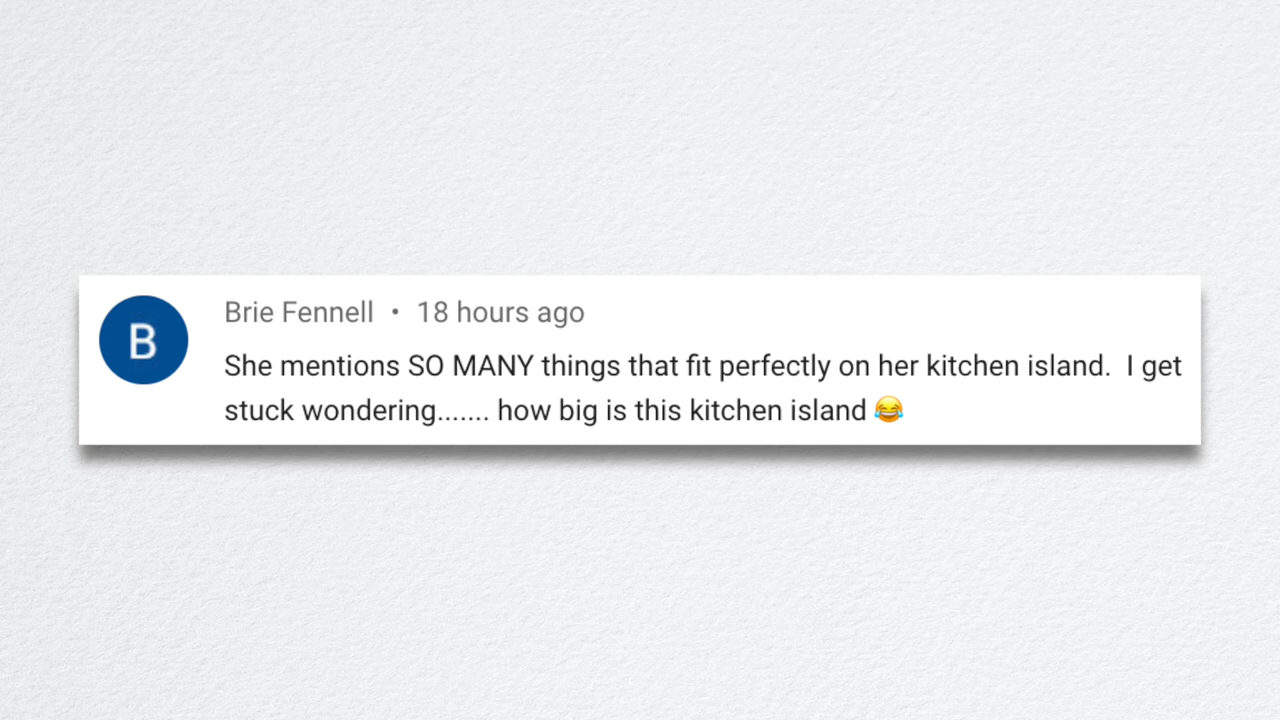 B
Brie Fennell • 18 hours ago
She mentions SO MANY things that fit perfectly on her kitchen island.  I get
stuck wondering....... how big is this kitchen island 😂